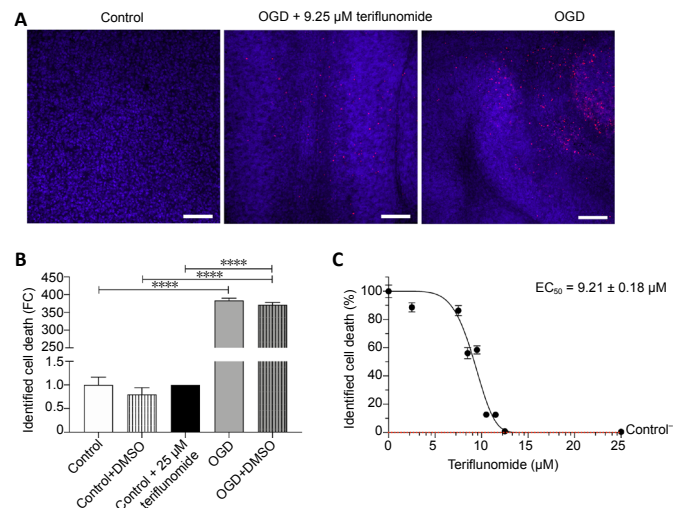 A
Control
OGD + 9.25 μM teriflunomide
OGD
B
****
****
****
Identified cell death (FC)
450
400
350
300
250
1.5
1.0
0.5
0
Control
Control+DMSO
Control + 25 μM
teriflunomide
OGD
OGD+DMSO
C
EC50 = 9.21 ± 0.18 μM
Identified cell death (%)
100
80
60
40
20
0
Control⁻
0 5 10 15 20 25
Teriflunomide (μM)